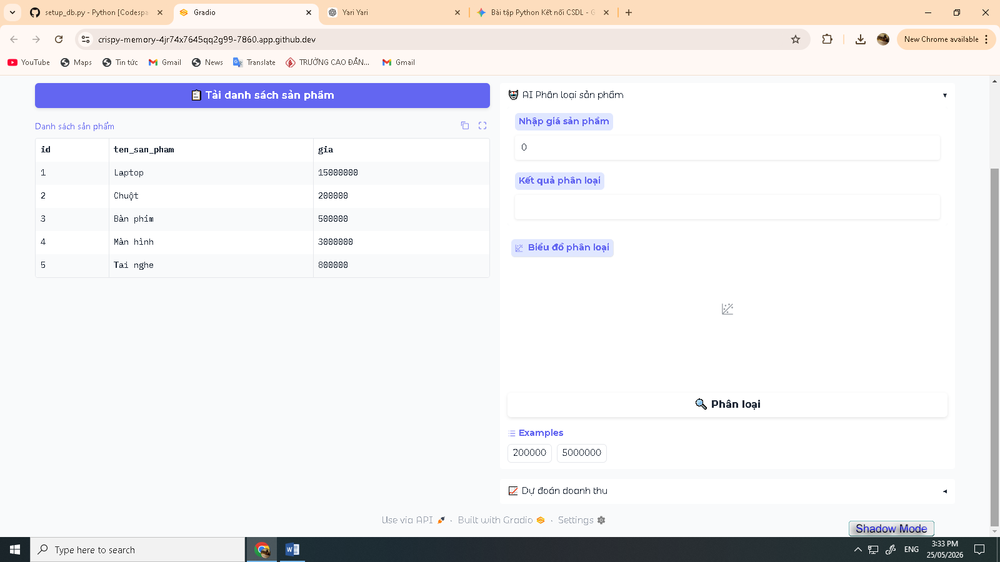 setup_db.py - Python [Codespa
Gradio
Yari Yari
Bài tập Python Kết nối CSDL - G
crispy-memory-4jr74x7645qq2g99-7860.app.github.dev
New Chrome available
YouTube
Maps
Tin tức
Gmail
News
Translate
TRƯỜNG CAO ĐẲN...
Gmail
Tải danh sách sản phẩm
Danh sách sản phẩm
id ten_san_pham gia
1 Laptop 15000000
2 Chuột 200000
3 Bàn phím 500000
4 Màn hình 3000000
5 Tai nghe 800000
AI Phân loại sản phẩm
Nhập giá sản phẩm
0
Kết quả phân loại
Biểu đồ phân loại
Phân loại
Examples
200000 5000000
Dự đoán doanh thu
Use via API · Built with Gradio · Settings
Shadow Mode
Type here to search
ENG
3:33 PM
25/05/2026